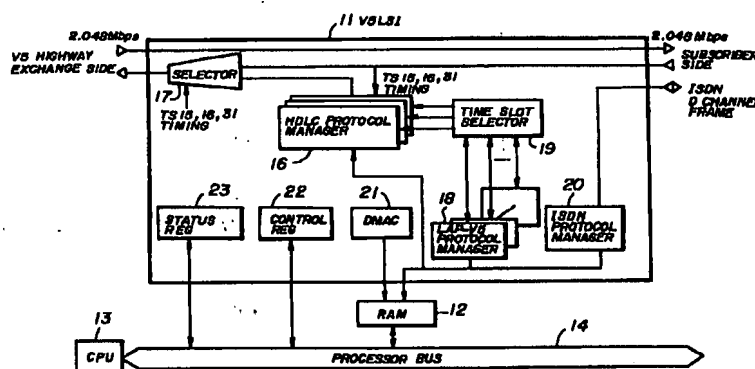 11 V5LSI
2.048Mbps
2.048Mbps
V5 HIGHWAY
EXCHANGE SIDE
SELECTOR
17
TS 15, 16, 31
TIMING
SUBSCRIBER
SIDE
ISDN
D CHANNEL
FRAME
TS 15, 16, 31
TIMING
HDLC PROTOCOL
MANAGER
16
TIME SLOT
SELECTOR
19
23
STATUS
REG
22
CONTROL
REG
21
DMAC
18
LAP-V5
PROTOCOL
MANAGER
20
ISDN
PROTOCOL
MANAGER
RAM
12
13
CPU
14
PROCESSOR BUS